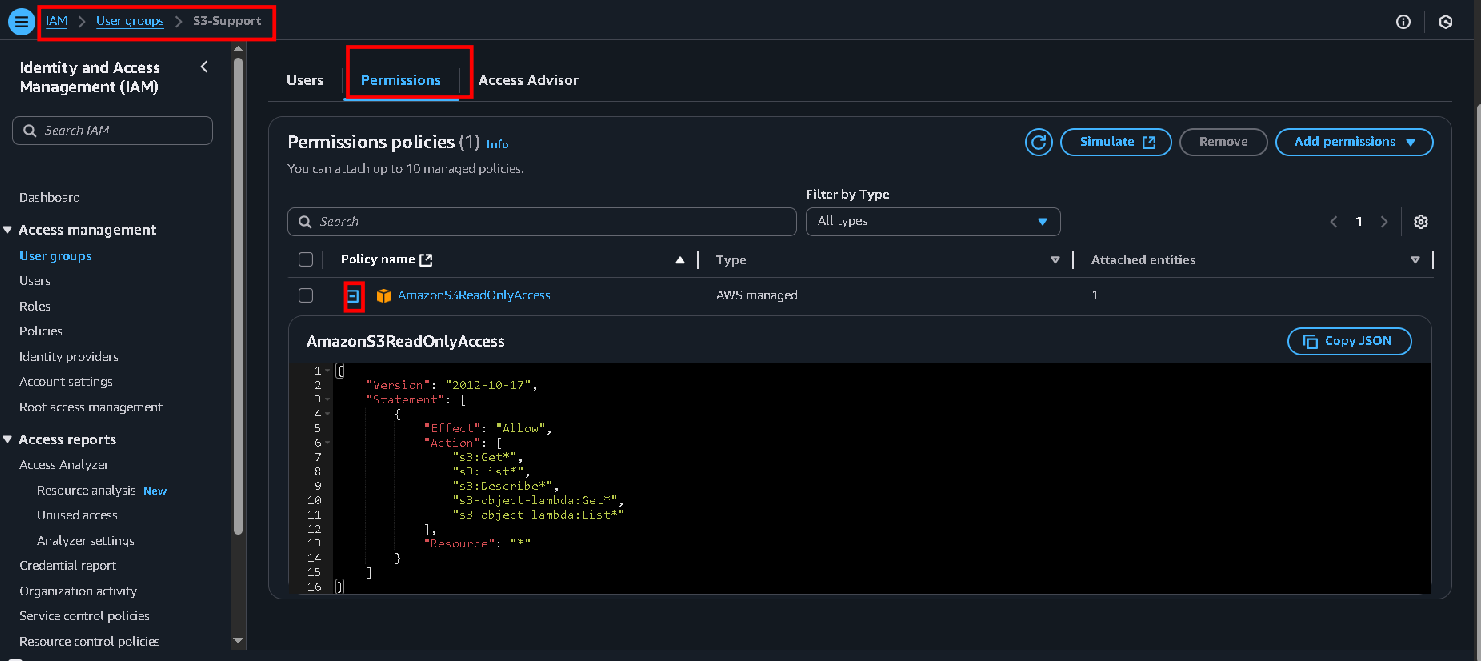 IAM > User groups > S3-Support
Identity and Access
Management (IAM)
Search IAM
Dashboard
Access management
User groups
Users
Roles
Policies
Identity providers
Account settings
Root access management
Access reports
Access Analyzer
Resource analysis New
Unused access
Analyzer settings
Credential report
Organization activity
Service control policies
Resource control policies
Users Permissions Access Advisor
Permissions policies (1) Info
Simulate Remove Add permissions
You can attach up to 10 managed policies.
Filter by Type
Search All types 1
Policy name Type Attached entities
AmazonS3ReadOnlyAccess AWS managed 1
AmazonS3ReadOnlyAccess Copy JSON
1 {
2 "Version": "2012-10-17",
3 "Statement": [
4 {
5 "Effect": "Allow",
6 "Action": [
7 "s3:Get*",
8 "s3:List*",
9 "s3:Describe*",
10 "s3-object-lambda:Get*",
11 "s3-object-lambda:List*"
12 ],
13 "Resource": "*"
14 }
15 ]
16 }